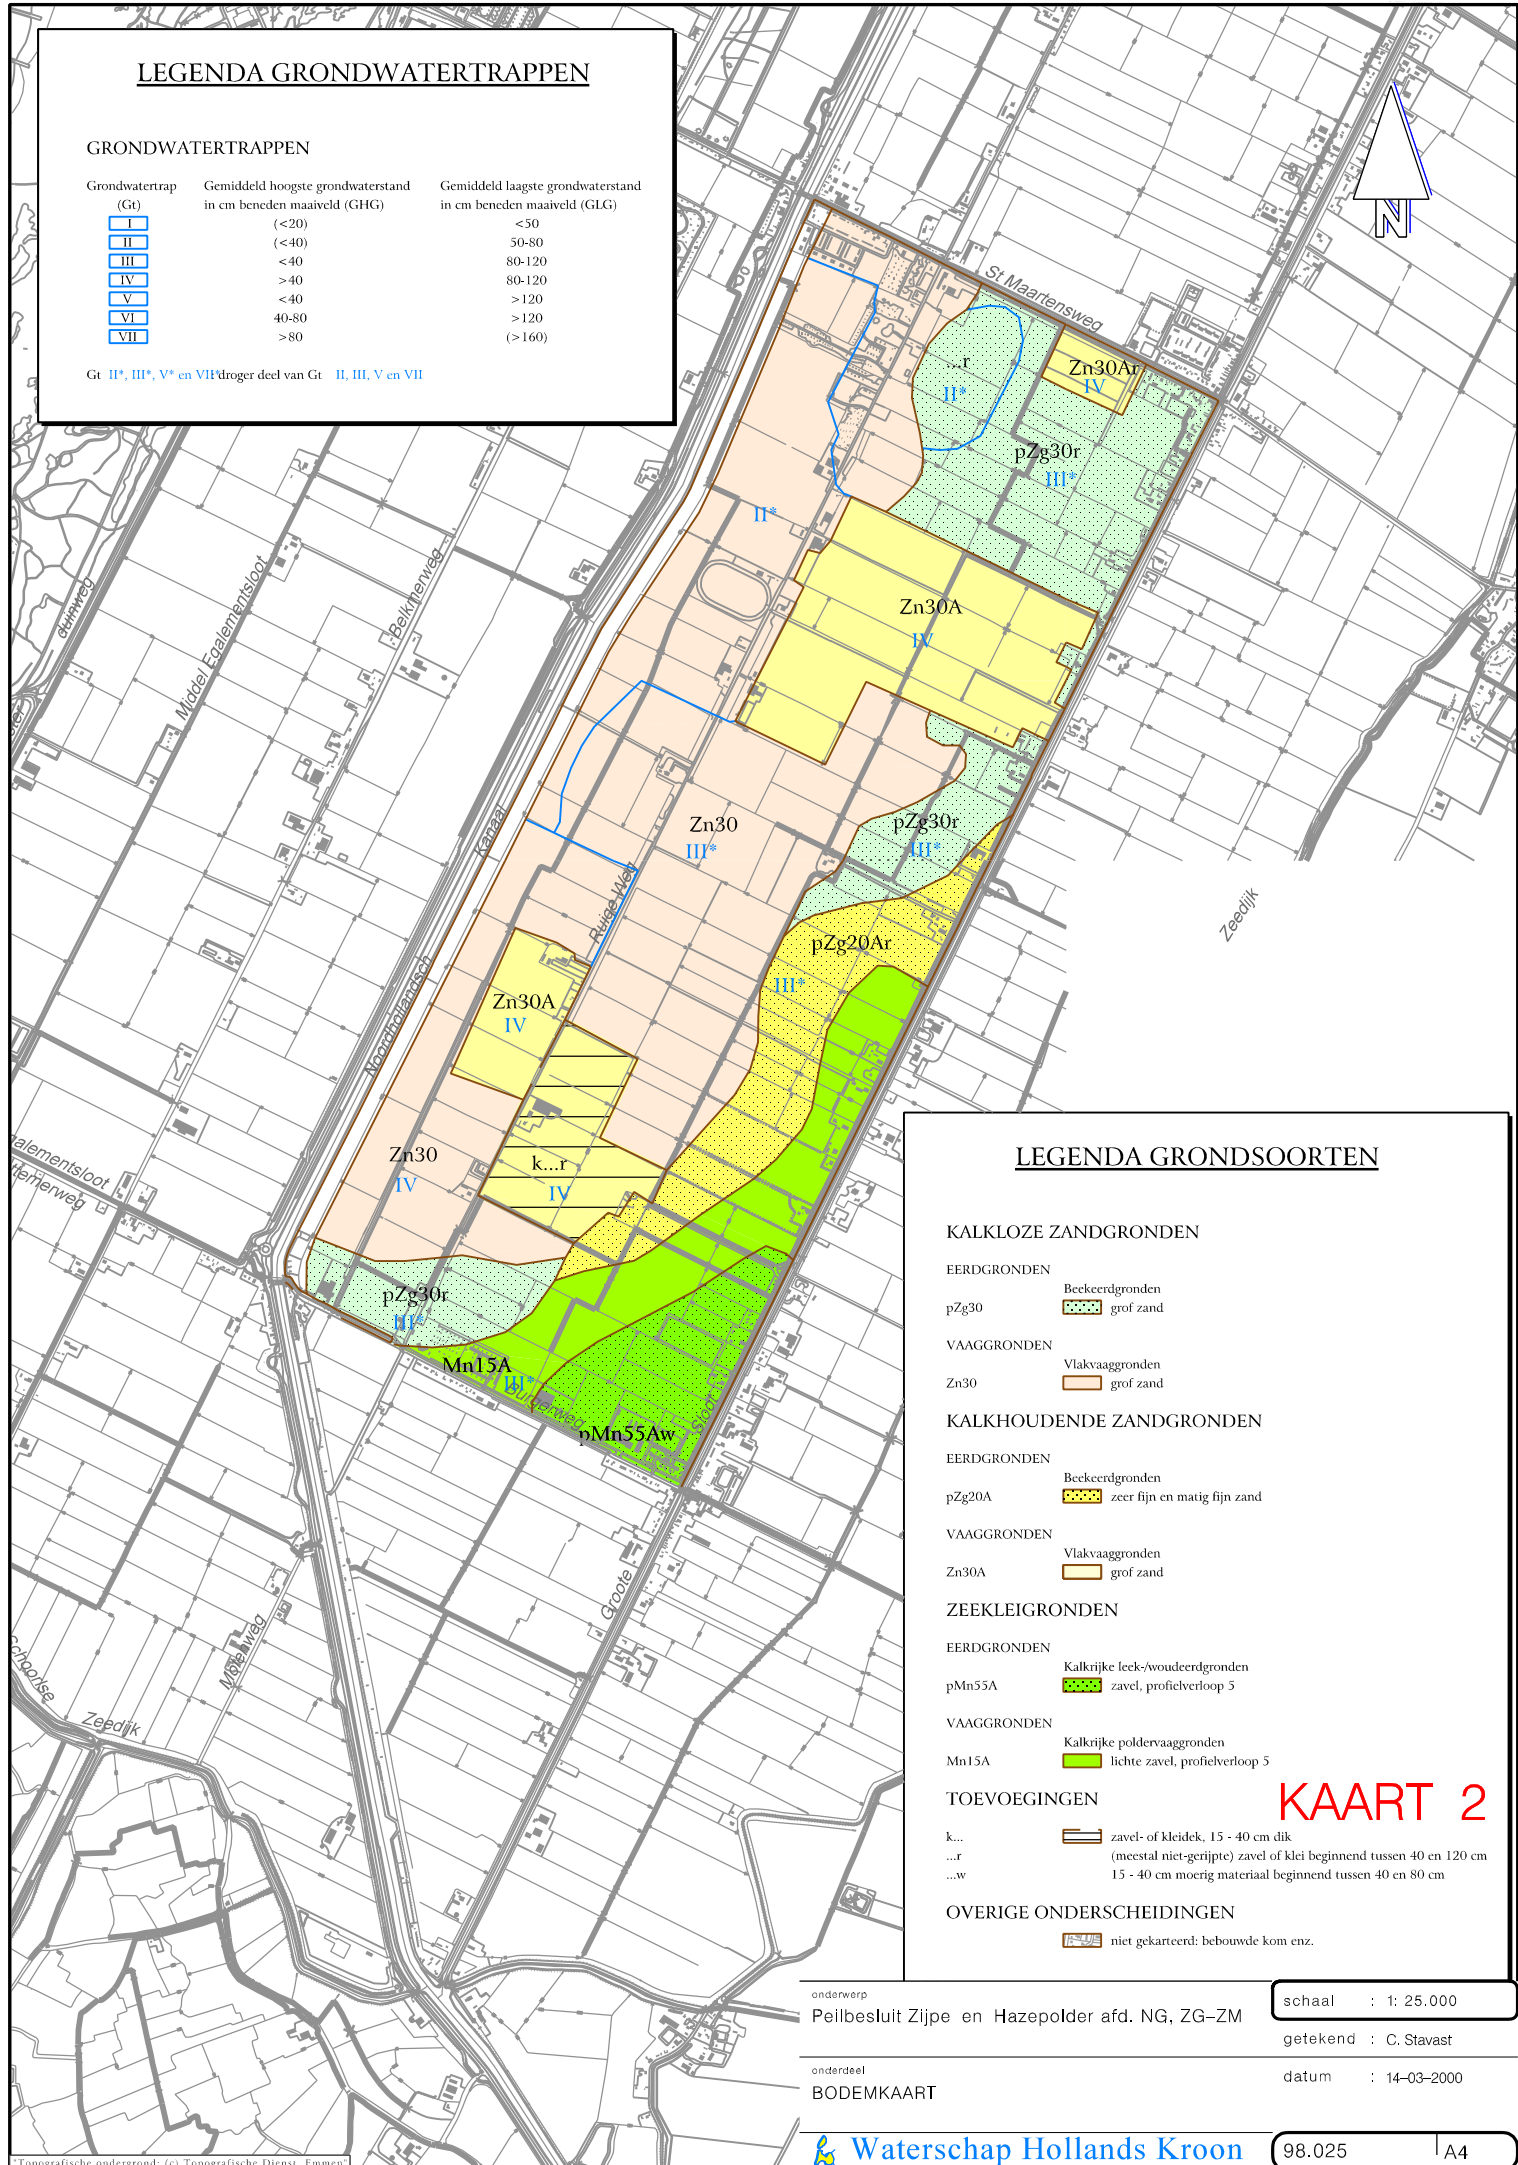 LEGENDA GRONDWATERTRAPPEN
GRONDWATERTRAPPEN
Grondwatertrap Gemiddeld hoogste grondwaterstand Gemiddeld laagste grondwaterstand
(Gt) in cm beneden maaiveld (GHG) in cm beneden maaiveld (GLG)
I (<20) <50
II (<40) 50-80
III <40 80-120
IV >40 80-120
V <40 >120
VI 40-80 >120
VII >80 (>160)
Gt II*, III*, V* en VII* droger deel van Gt II, III, V en VII
N
St Maartensweg
Zn30Ar
IV
...r
II*
pZg30r
III*
II*
duinweg
Middel Egalementsloot
Belkmerweg
Zn30A
IV
Zn30
III*
pZg30r
III*
Kanaal
Ruige Weg
Zeedijk
pZg20Ar
III*
Noordhollandsch
Zn30A
IV
Zn30
IV
k...r
IV
pZg30r
III*
Mn15A
III*
Burgerweg
pMn55Aw
Sloot
Groote
Molenweg
Schoorlse
Zeedijk
LEGENDA GRONDSOORTEN
KALKLOZE ZANDGRONDEN
EERDGRONDEN
Beekeerdgronden
pZg30 grof zand
VAAGGRONDEN
Vlakvaaggronden
Zn30 grof zand
KALKHOUDENDE ZANDGRONDEN
EERDGRONDEN
Beekeerdgronden
pZg20A zeer fijn en matig fijn zand
VAAGGRONDEN
Vlakvaaggronden
Zn30A grof zand
ZEEKLEIGRONDEN
EERDGRONDEN
Kalkrijke leek-/woudeerdgronden
pMn55A zavel, profielverloop 5
VAAGGRONDEN
Kalkrijke poldervaaggronden
Mn15A lichte zavel, profielverloop 5
TOEVOEGINGEN
KAART 2
k... zavel- of kleidek, 15 - 40 cm dik
...r (meestal niet-gerijpte) zavel of klei beginnend tussen 40 en 120 cm
...w 15 - 40 cm moerig materiaal beginnend tussen 40 en 80 cm
OVERIGE ONDERSCHEIDINGEN
niet gekarteerd: bebouwde kom enz.
onderwerp
Peilbesluit Zijpe en Hazepolder afd. NG, ZG–ZM
schaal : 1: 25.000
getekend : C. Stavast
onderdeel
BODEMKAART
datum : 14–03–2000
Waterschap Hollands Kroon
98.025 A4
"Topografische ondergrond: (c) Topografische Dienst, Emmen"